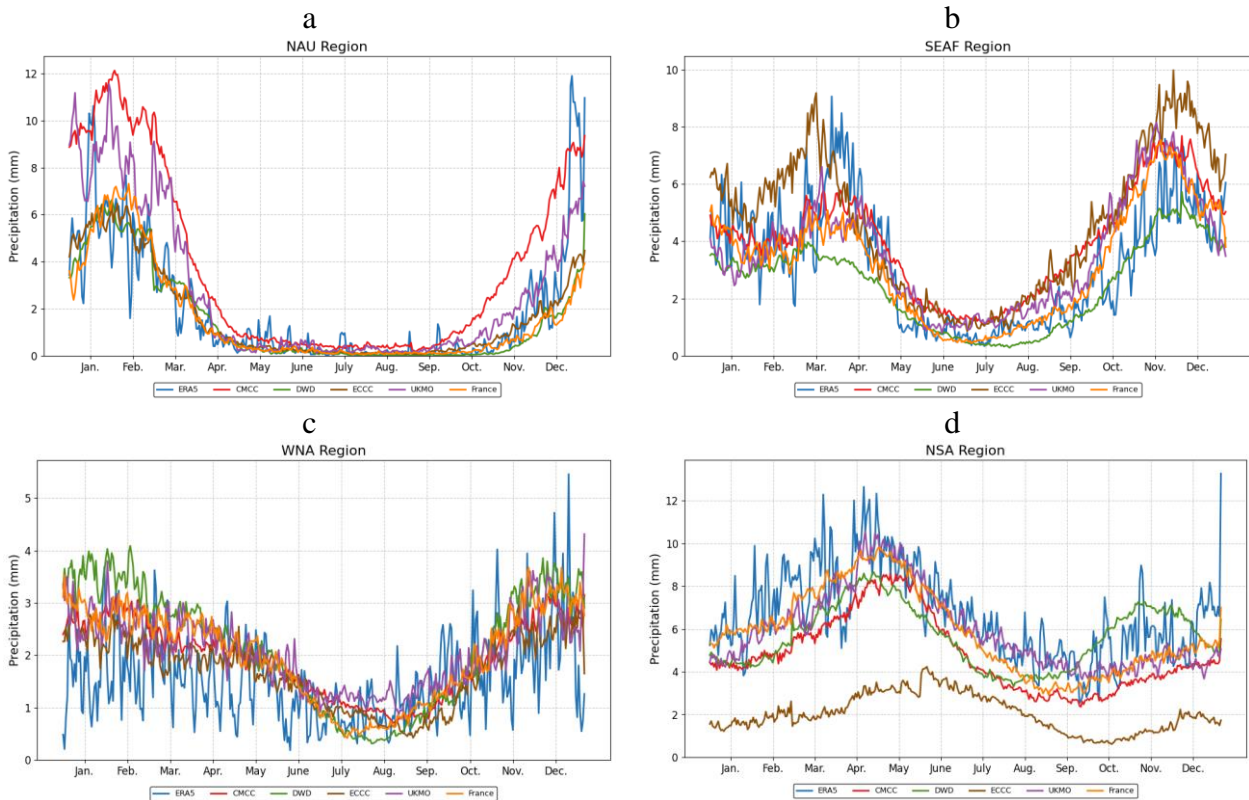 a
NAU Region
Precipitation (mm)
12
10
8
6
4
2
0
Jan. Feb. Mar. Apr. May June July Aug. Sep. Oct. Nov. Dec.
ERA5 CMCC DWD ECCC UKMO France
b
SEAF Region
Precipitation (mm)
10
8
6
4
2
0
Jan. Feb. Mar. Apr. May June July Aug. Sep. Oct. Nov. Dec.
ERA5 CMCC DWD ECCC UKMO France
c
WNA Region
Precipitation (mm)
5
4
3
2
1
0
Jan. Feb. Mar. Apr. May June July Aug. Sep. Oct. Nov. Dec.
ERA5 CMCC DWD ECCC UKMO France
d
NSA Region
Precipitation (mm)
12
10
8
6
4
2
0
Jan. Feb. Mar. Apr. May June July Aug. Sep. Oct. Nov. Dec.
ERA5 CMCC DWD ECCC UKMO France